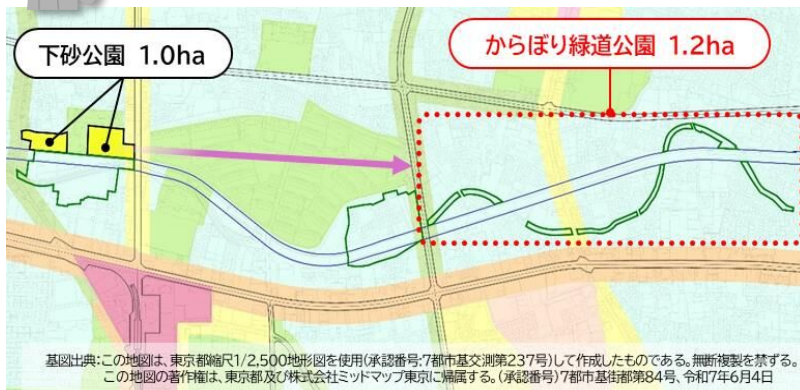 下砂公園 1.0ha
からぼり緑道公園 1.2ha
基図出典:この地図は、東京都縮尺1/2,500地形図を使用(承認番号:7都市基交測第237号)して作成したものである。無断複製を禁ずる。
この地図の著作権は、東京都及び株式会社ミッドマップ東京に帰属する。(承認番号)7都市基街都第84号、令和7年6月4日